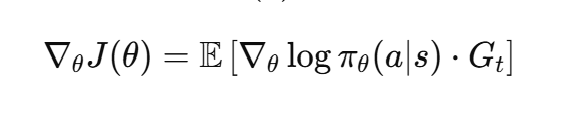 ∇θJ(θ) = 𝔼 [∇θ log πθ(a|s) · Gt]